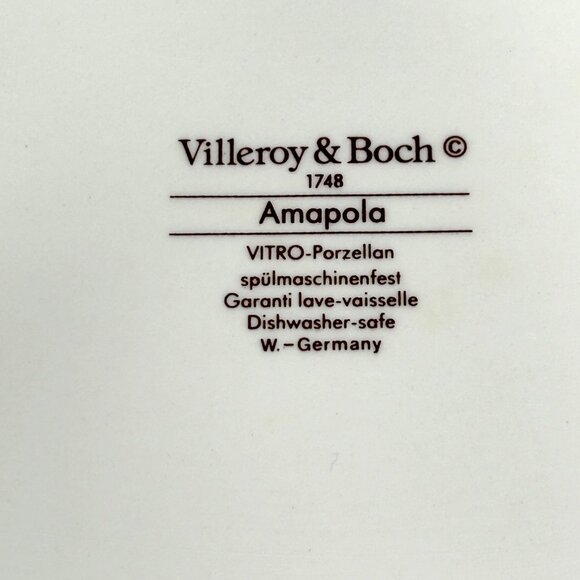 Villeroy & Boch ©
1748
Amapola
VITRO-Porzellan
spülmaschinenfest
Garanti lave-vaisselle
Dishwasher-safe
W.–Germany